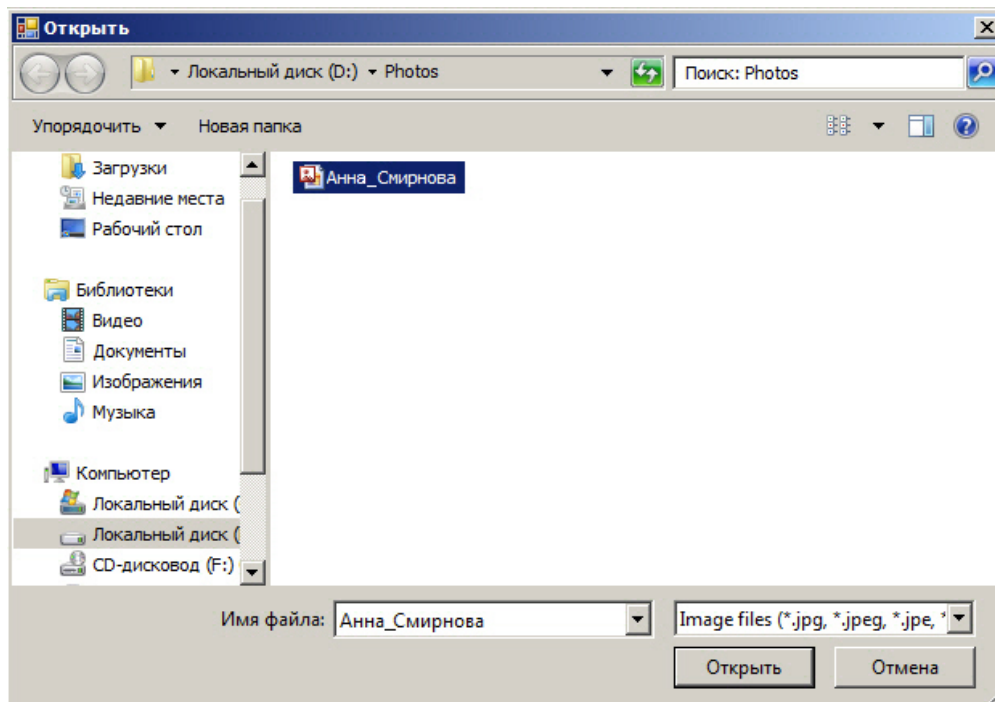 Открыть
Локальный диск (D:) Photos
Поиск: Photos
Упорядочить
Новая папка
Загрузки
Недавние места
Рабочий стол
Библиотеки
Видео
Документы
Изображения
Музыка
Компьютер
Локальный диск (
Локальный диск (
CD-дисковод (F:)
Анна_Смирнова
Имя файла: Анна_Смирнова
Image files (*.jpg, *.jpeg, *.jpe, *
Открыть
Отмена